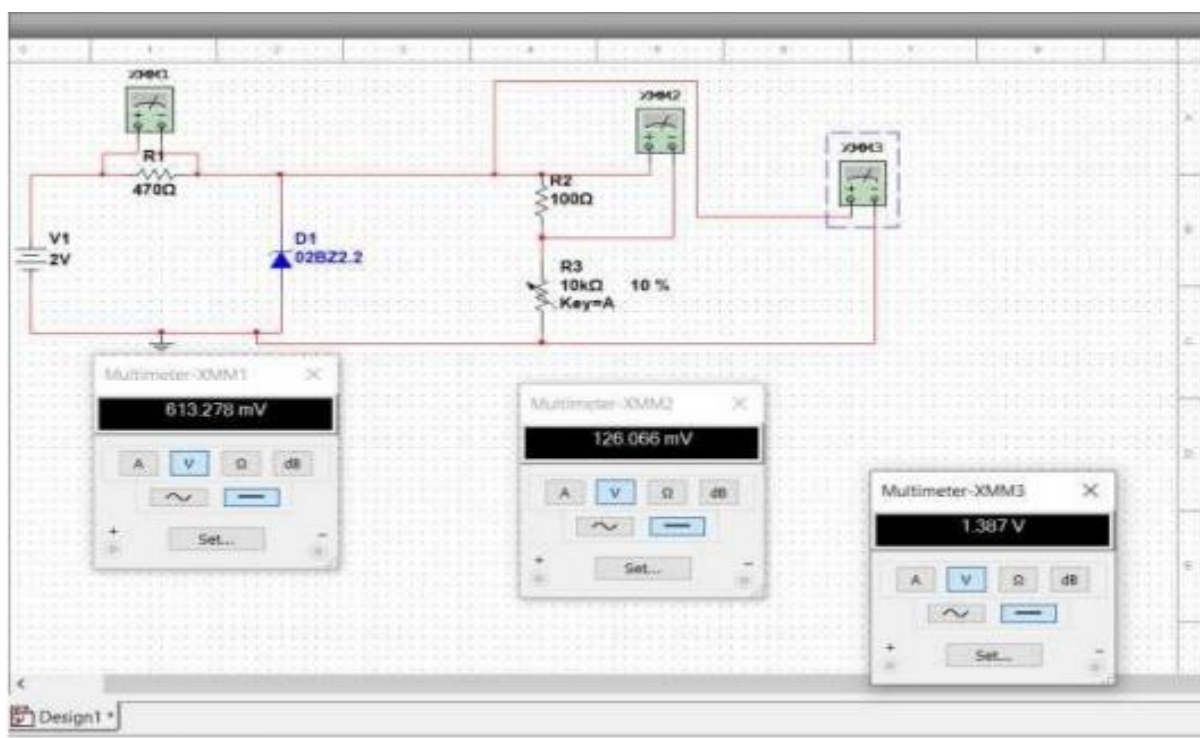 XMM1
R1
470Ω
V1
2V
D1
02BZ2.2
XMM2
R2
100Ω
R3
10kΩ 10 %
Key=A
XMM3
Multimeter-XMM1
613.278 mV
A V Ω dB
+ Set... -
Multimeter-XMM2
126.066 mV
A V Ω dB
+ Set... -
Multimeter-XMM3
1.387 V
A V Ω dB
+ Set... -
Design1 *